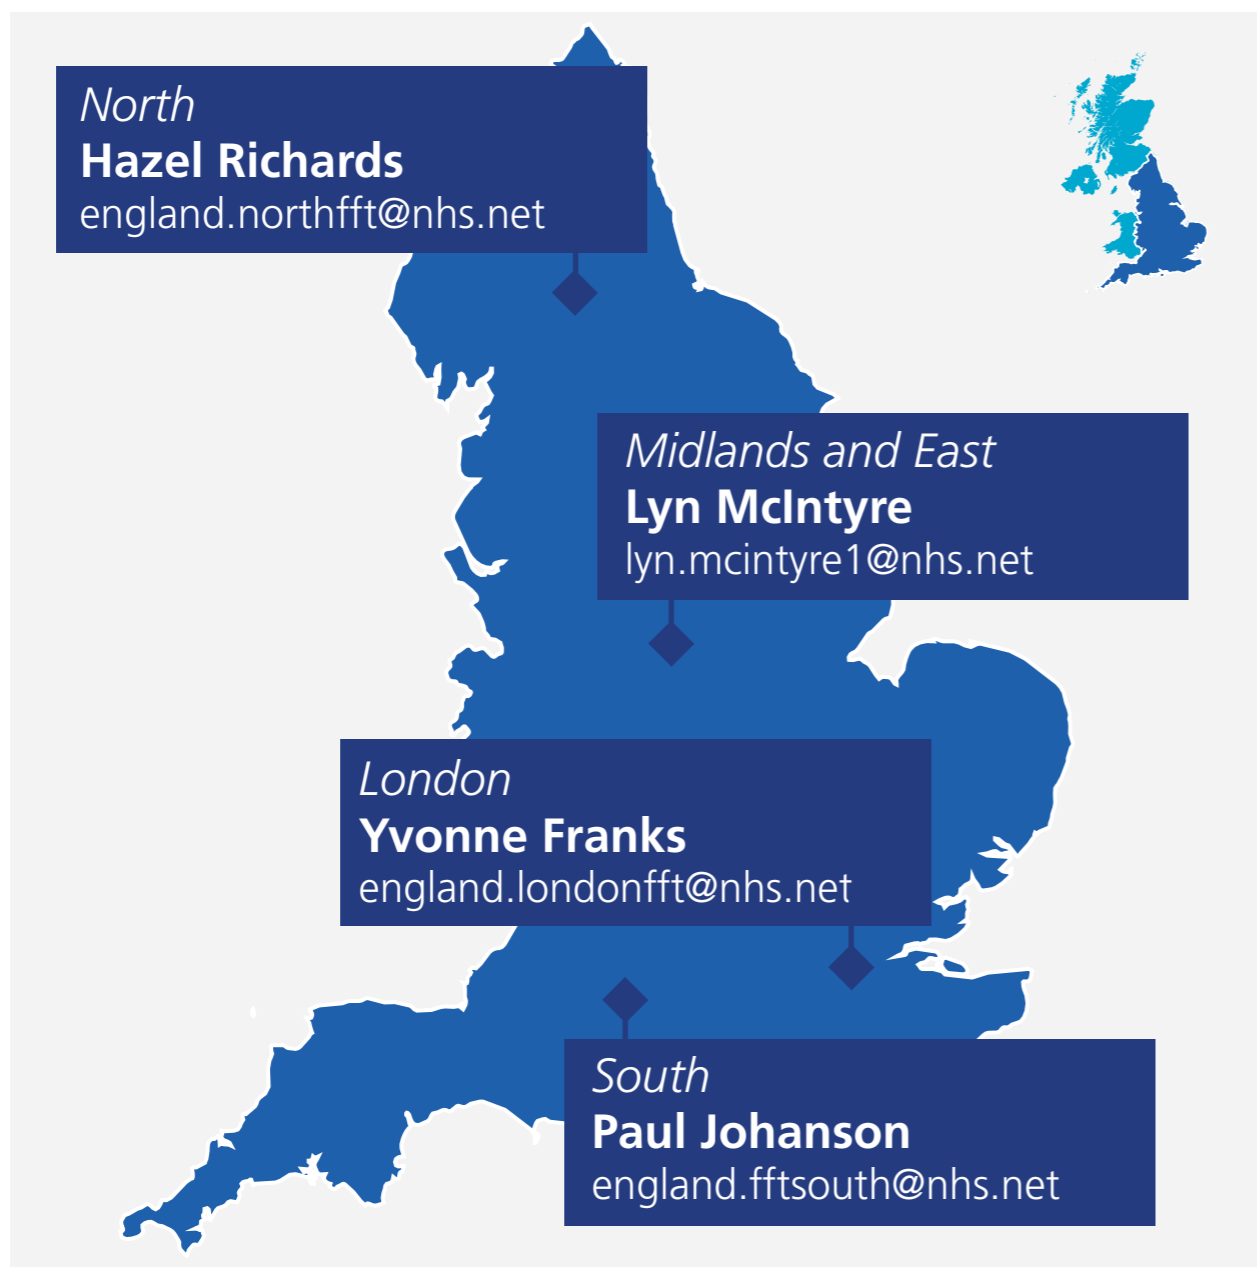 North
Hazel Richards
england.northfft@nhs.net
Midlands and East
Lyn McIntyre
lyn.mcintyre1@nhs.net
London
Yvonne Franks
england.londonfft@nhs.net
South
Paul Johanson
england.fftsouth@nhs.net